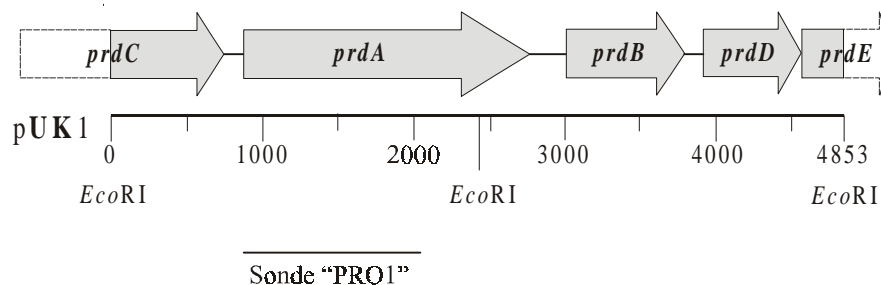 prdC prdA prdB prdD prdE
pUK1
0 1000 2000 3000 4000 4853
EcoRI EcoRI EcoRI
Sonde “PRO1”